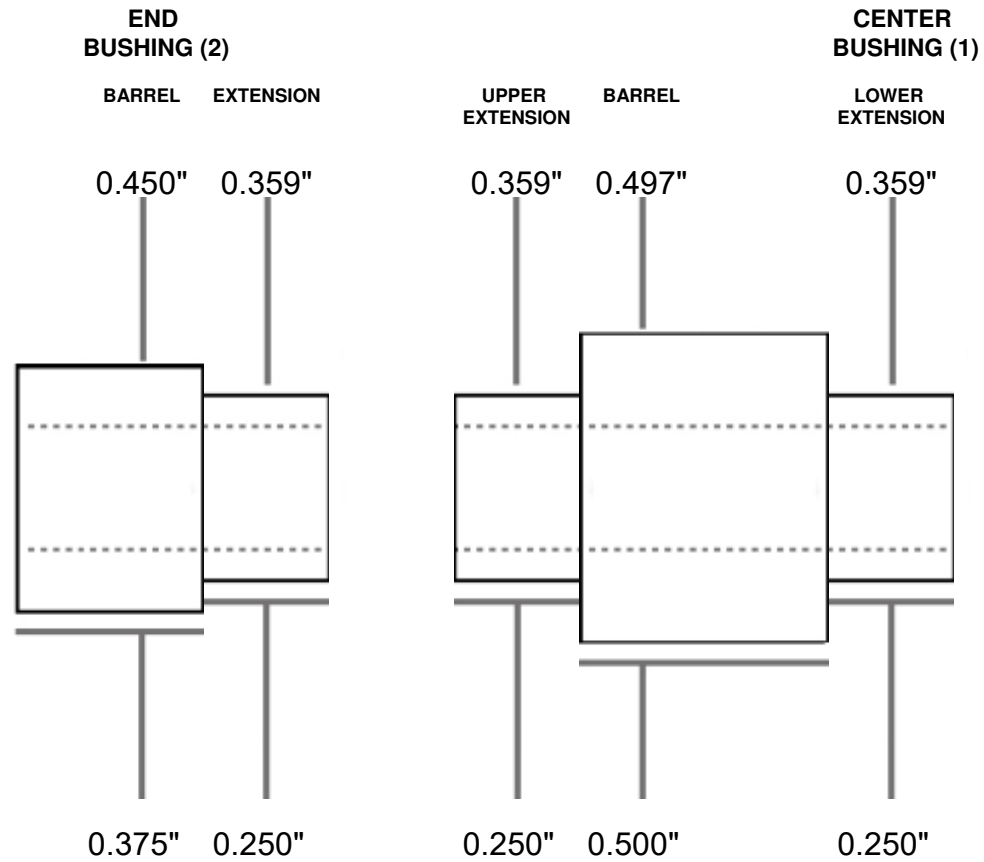 END
BUSHING (2)
CENTER
BUSHING (1)
BARREL
EXTENSION
UPPER
EXTENSION
BARREL
LOWER
EXTENSION
0.450"
0.359"
0.359"
0.497"
0.359"
0.375"
0.250"
0.250"
0.500"
0.250"